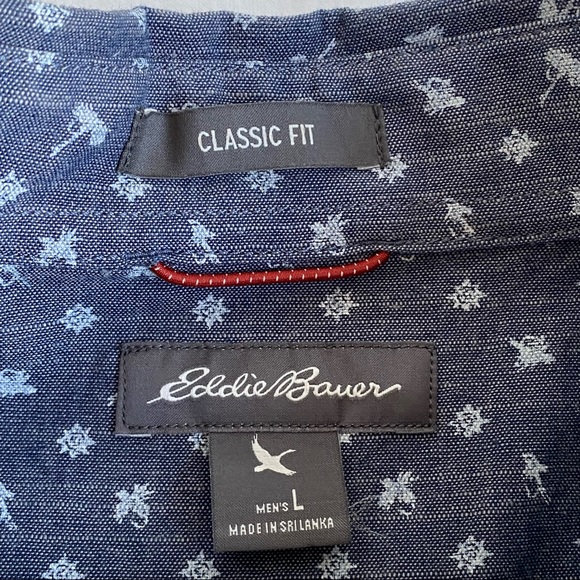 CLASSIC FIT
Eddie Bauer
MEN'S L
MADE IN SRI LANKA